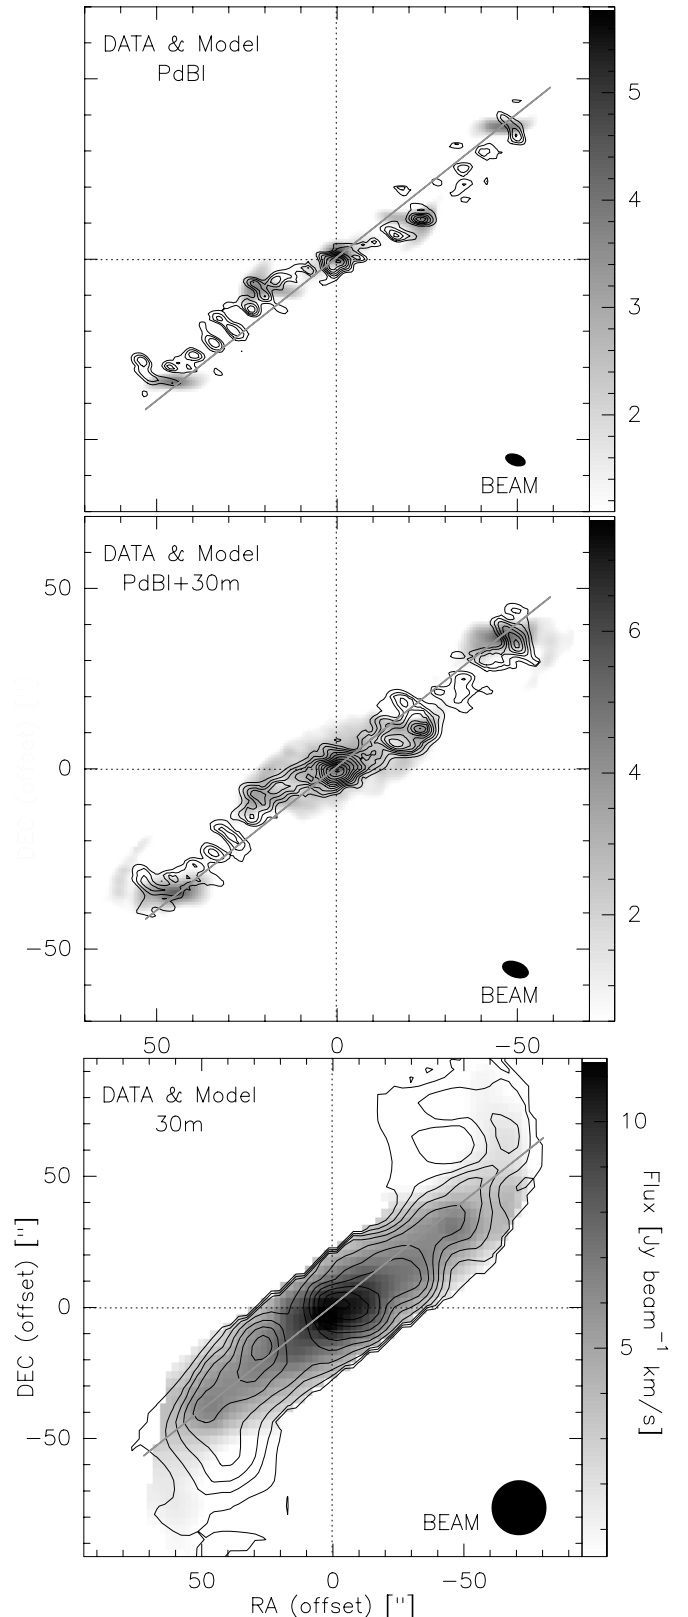 DATA & Model
PdBI
5
4
3
2
BEAM
DATA & Model
PdBI+30m
50
6
0
4
DEC (offset) ["]
2
−50
BEAM
50 0 −50
DATA & Model
30m
10
50
Flux [Jy beam⁻¹ km/s]
DEC (offset) ["]
0
5
−50
BEAM
50 0 −50
RA (offset) ["]